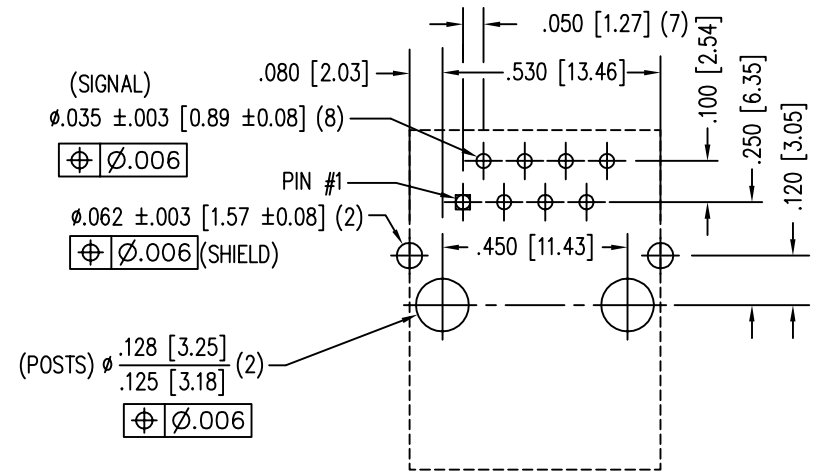 .050 [1.27] (7)
.080 [2.03]
.530 [13.46]
.100 [2.54]
.250 [6.35]
.120 [3.05]
(SIGNAL)
ø.035 ±.003 [0.89 ±0.08] (8)
⌖ Ø.006
PIN #1
ø.062 ±.003 [1.57 ±0.08] (2)
⌖ Ø.006 (SHIELD)
.450 [11.43]
(POSTS) ø .128 [3.25]
.125 [3.18] (2)
⌖ Ø.006